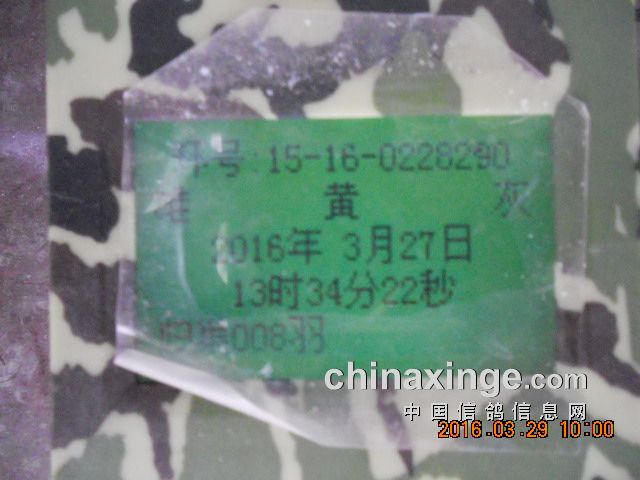 环号:15-16-0228290
雄 黄 灰
2016年 3月27日
13时34分22秒
归巢008羽
chinaxinge.com
中国信鸽信息网
2016.03.29 10:00